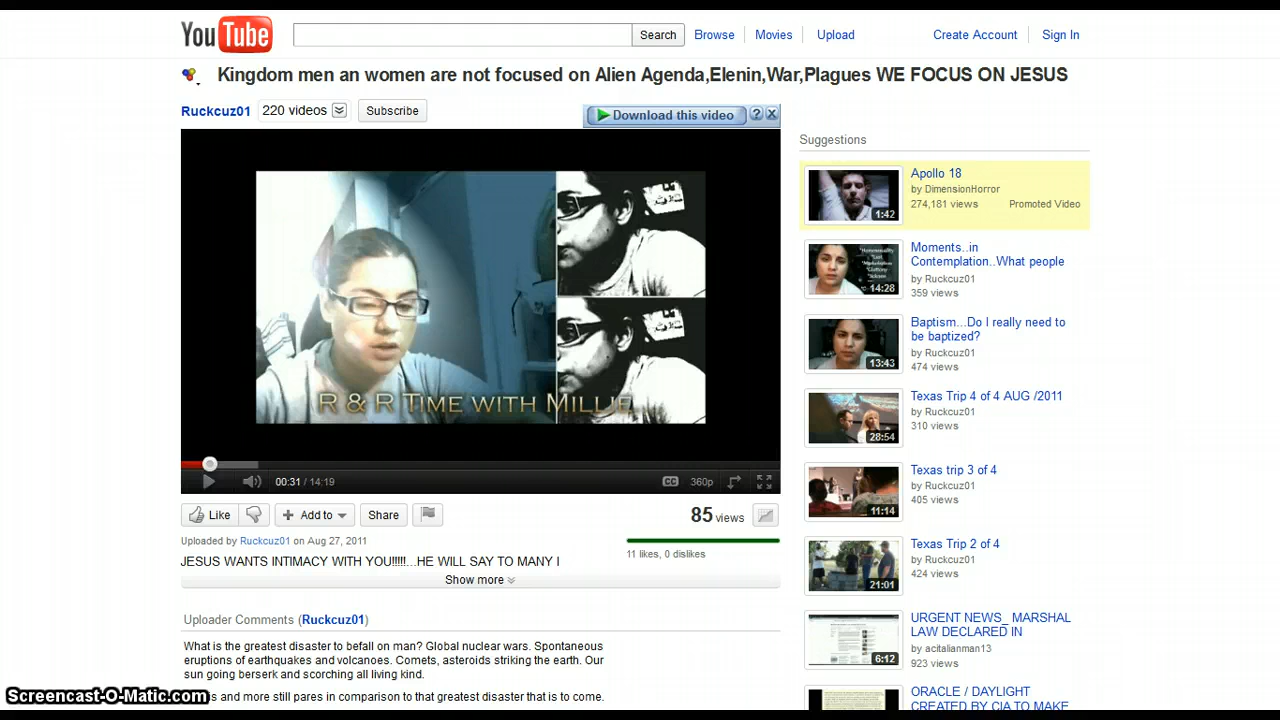 YouTube
Search
Browse
Movies
Upload
Create Account
Sign In
Kingdom men an women are not focused on Alien Agenda,Elenin,War,Plagues WE FOCUS ON JESUS
Ruckcuz01
220 videos
Subscribe
Download this video
?
x
R & R Time with Millie
00:31 / 14:19
CC
360p
Like
Add to
Share
85 views
Uploaded by Ruckcuz01 on Aug 27, 2011
11 likes, 0 dislikes
JESUS WANTS INTIMACY WITH YOU!!!!!...HE WILL SAY TO MANY I
Show more
Uploader Comments (Ruckcuz01)
What is the greatest disaster to befall on man? Global nuclear wars. Spontaneous
eruptions of earthquakes and volcanoes. Comets, asteroids striking the earth. Our
sun going berserk and scorching all living kind.
s and more still pares in comparison to that greatest disaster that is to come.
Screencast-O-Matic.com
Suggestions
Apollo 18
by DimensionHorror
274,181 views
Promoted Video
1:42
Moments..in
Contemplation..What people
by Ruckcuz01
359 views
14:28
Baptism...Do I really need to
be baptized?
by Ruckcuz01
474 views
13:43
Texas Trip 4 of 4 AUG /2011
by Ruckcuz01
310 views
28:54
Texas trip 3 of 4
by Ruckcuz01
405 views
11:14
Texas Trip 2 of 4
by Ruckcuz01
424 views
21:01
URGENT NEWS_ MARSHAL
LAW DECLARED IN
by acitalianman13
923 views
6:12
ORACLE / DAYLIGHT
CREATED BY CIA TO MAKE